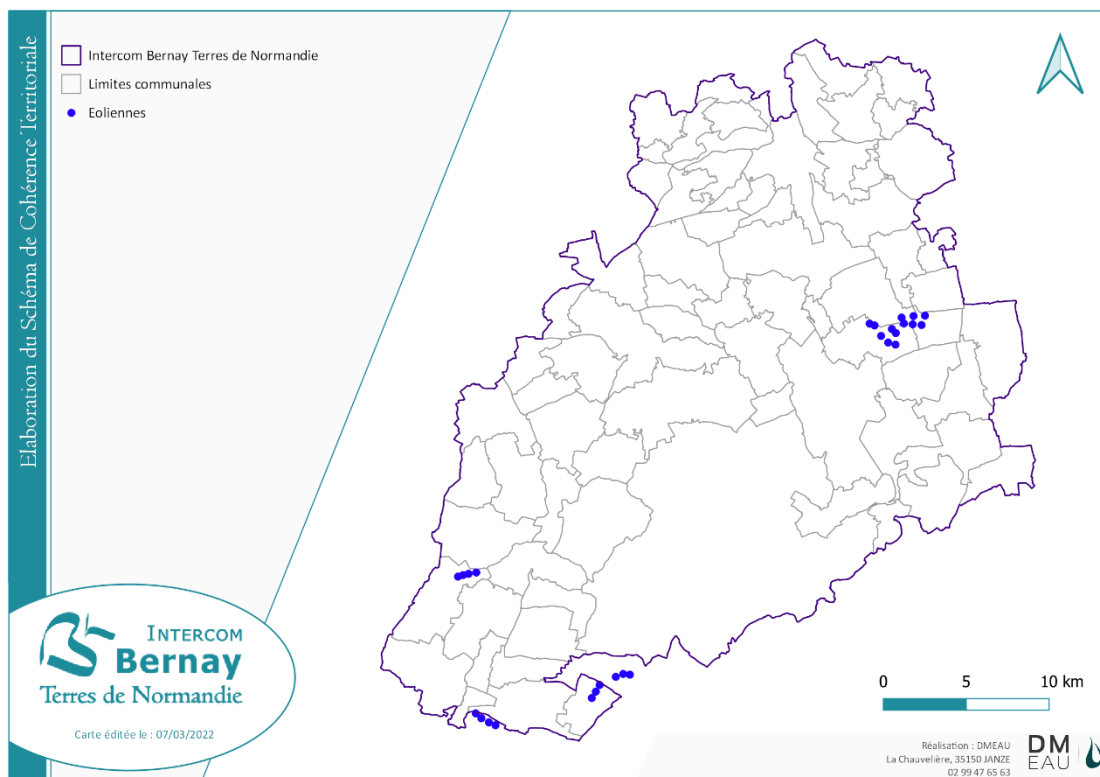 Elaboration du Schéma de Cohérence Territoriale
Intercom Bernay Terres de Normandie
Limites communales
Eoliennes
INTERCOM
Bernay
Terres de Normandie
Carte éditée le : 07/03/2022
0 5 10 km
Réalisation : DMEAU
La Chauvelière, 35150 JANZE
02 99 47 65 63
DM
EAU